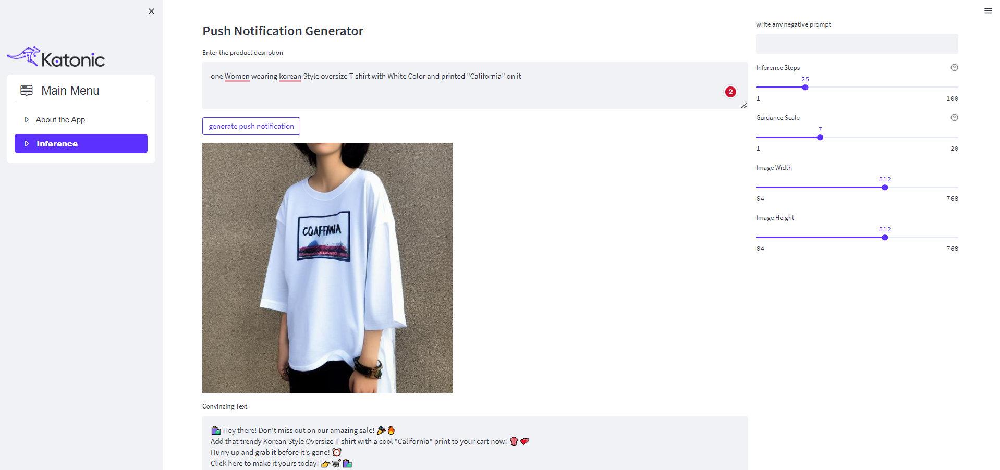 Katonic
Main Menu
About the App
Inference
Push Notification Generator
Enter the product desription
one Women wearing korean Style oversize T-shirt with White Color and printed "California" on it
2
generate push notification
COAFFMIA
Convincing Text
🛍️ Hey there! Don't miss out on our amazing sale! 🎉🔥
Add that trendy Korean Style Oversize T-shirt with a cool "California" print to your cart now! 👚💕
Hurry up and grab it before it's gone! ⏰
Click here to make it yours today! 👉🛒🛍️
write any negative prompt
Inference Steps
25
1 100
Guidance Scale
7
1 20
Image Width
512
64 768
Image Height
512
64 768